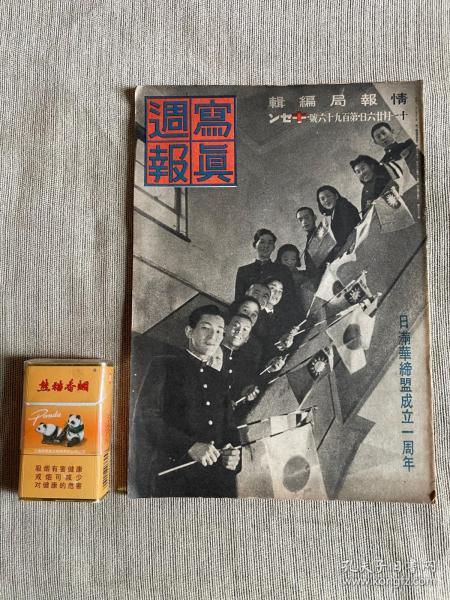 情報局編輯
十一月廿六日・第百九十六號 十セン
寫眞
週報
日滿華締盟成立一周年
熊猫香烟
Panda
吸烟有害健康
戒烟可减少
对健康的危害
孔夫子旧书网
kongfz.com